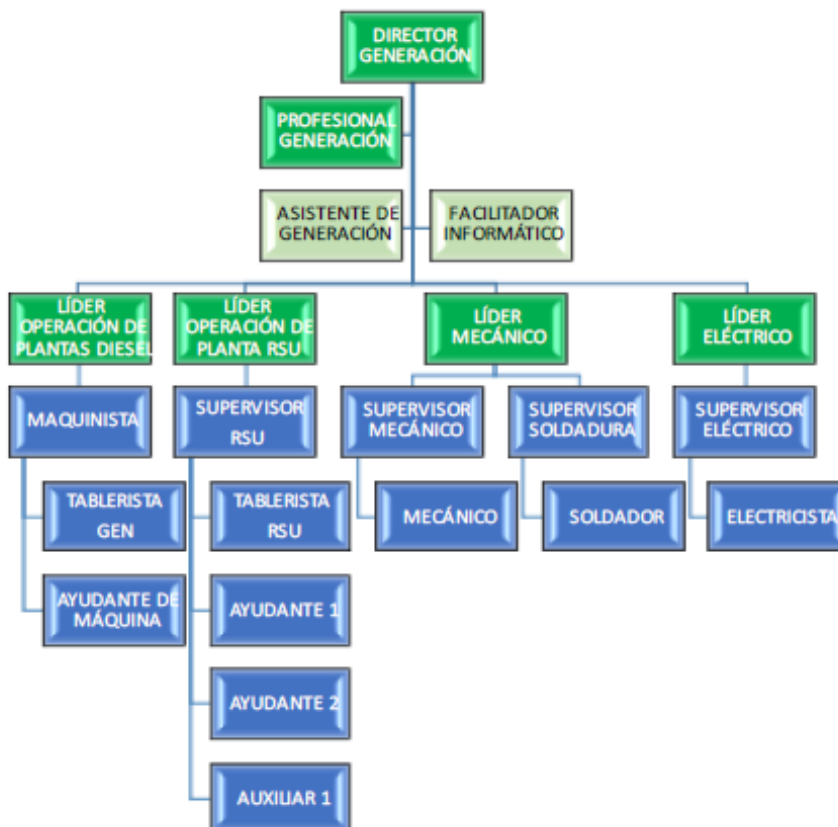 DIRECTOR
GENERACIÓN
PROFESIONAL
GENERACIÓN
ASISTENTE DE
GENERACIÓN
FACILITADOR
INFORMÁTICO
LÍDER
OPERACIÓN DE
PLANTAS DIESEL
LÍDER
OPERACIÓN DE
PLANTA RSU
LÍDER
MECÁNICO
LÍDER
ELÉCTRICO
MAQUINISTA
SUPERVISOR
RSU
SUPERVISOR
MECÁNICO
SUPERVISOR
SOLDADURA
SUPERVISOR
ELÉCTRICO
TABLERISTA
GEN
TABLERISTA
RSU
MECÁNICO
SOLDADOR
ELECTRICISTA
AYUDANTE DE
MÁQUINA
AYUDANTE 1
AYUDANTE 2
AUXILIAR 1